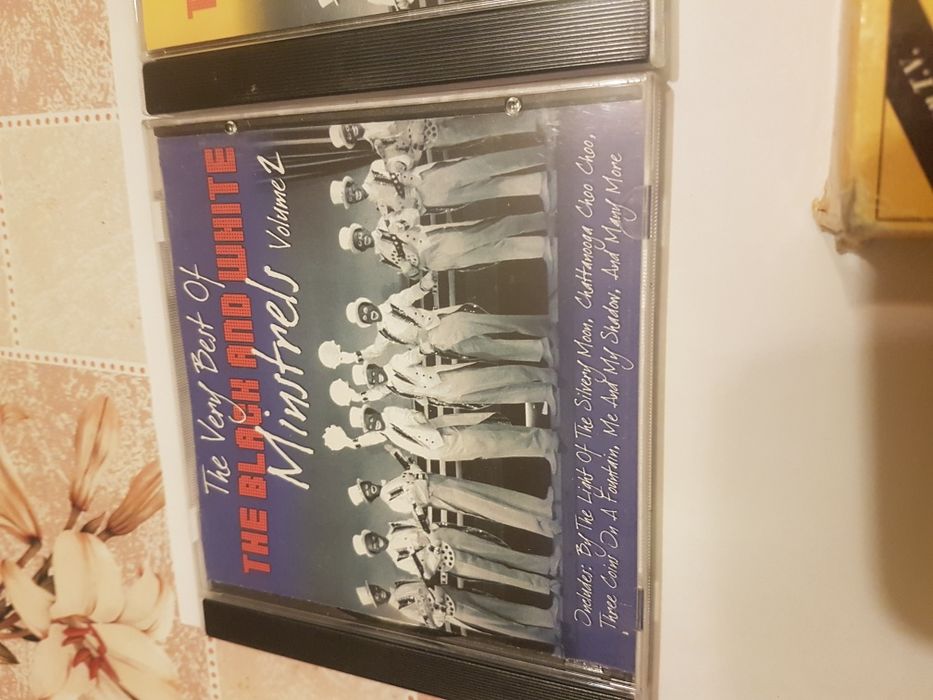 The Very Best Of
THE BLACK AND WHITE
Minstrels Volume 2
Includes: By The Light Of The Silvery Moon, Chattanooga Choo Choo,
Three Coins On A Fountain, Me And My Shadow, And Many More